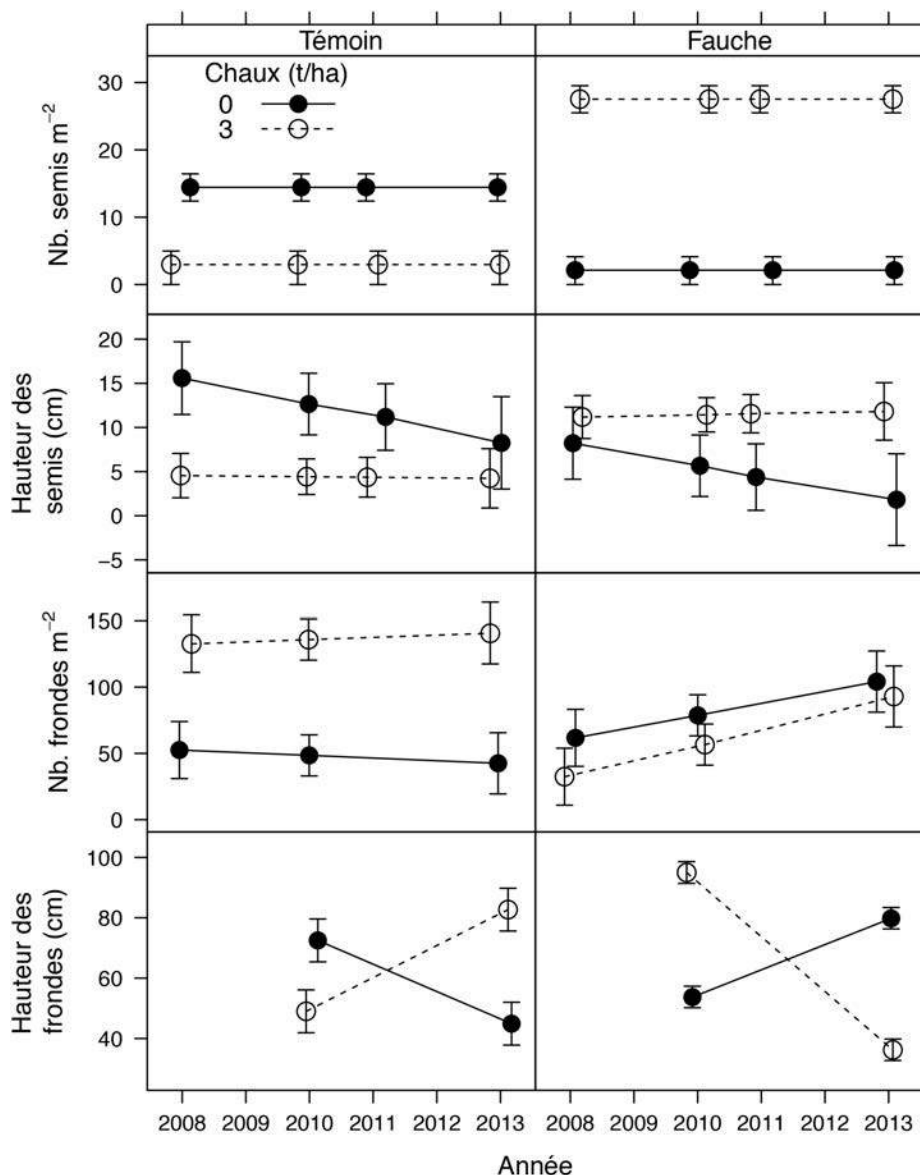 Témoin Fauche
Chaux (t/ha)
0
3
Nb. semis m⁻²
30
20
10
0
Hauteur des
semis (cm)
20
15
10
5
0
−5
Nb. frondes m⁻²
150
100
50
0
Hauteur des
frondes (cm)
100
80
60
40
2008 2009 2010 2011 2012 2013 2008 2009 2010 2011 2012 2013
Année